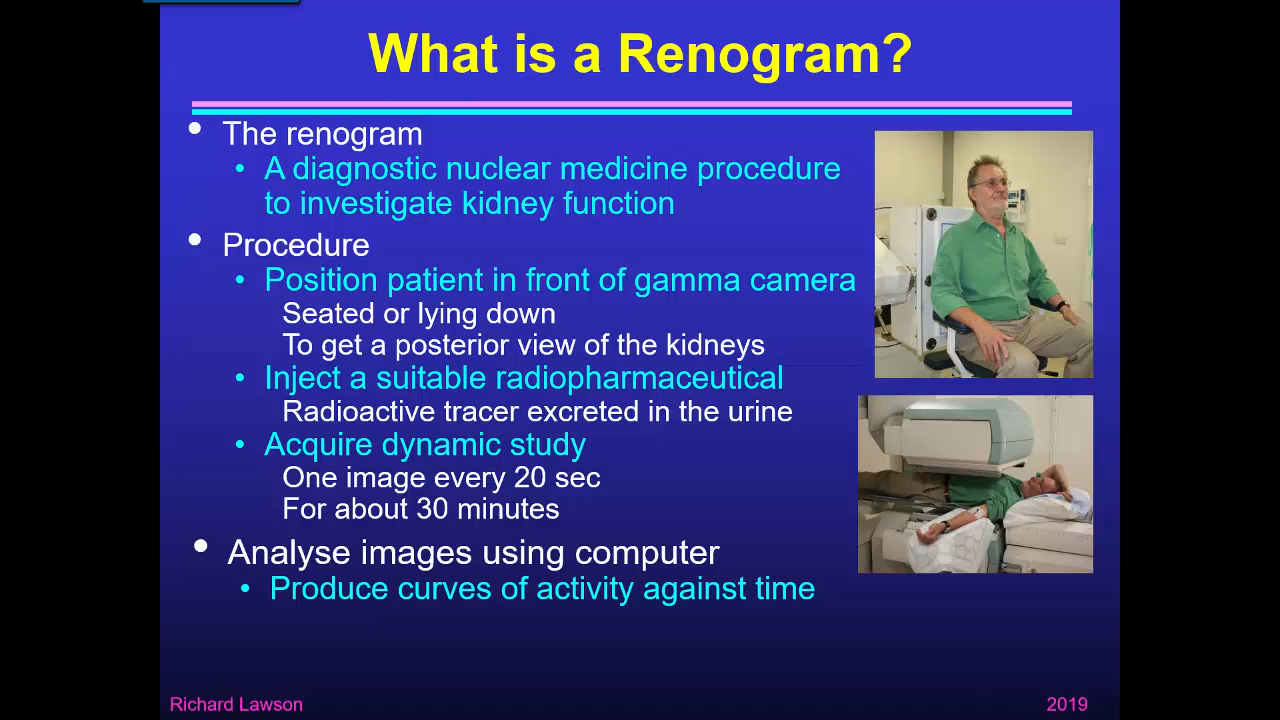 What is a Renogram?
• The renogram
• A diagnostic nuclear medicine procedure
to investigate kidney function
• Procedure
• Position patient in front of gamma camera
Seated or lying down
To get a posterior view of the kidneys
• Inject a suitable radiopharmaceutical
Radioactive tracer excreted in the urine
• Acquire dynamic study
One image every 20 sec
For about 30 minutes
• Analyse images using computer
• Produce curves of activity against time
Richard Lawson
2019